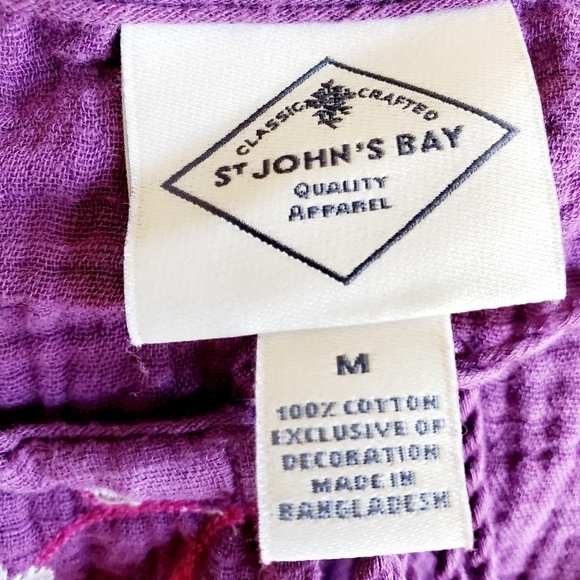 CLASSIC CRAFTED
ST JOHN'S BAY
QUALITY
APPAREL
M
100% COTTON
EXCLUSIVE OF
DECORATION
MADE IN
BANGLADESH